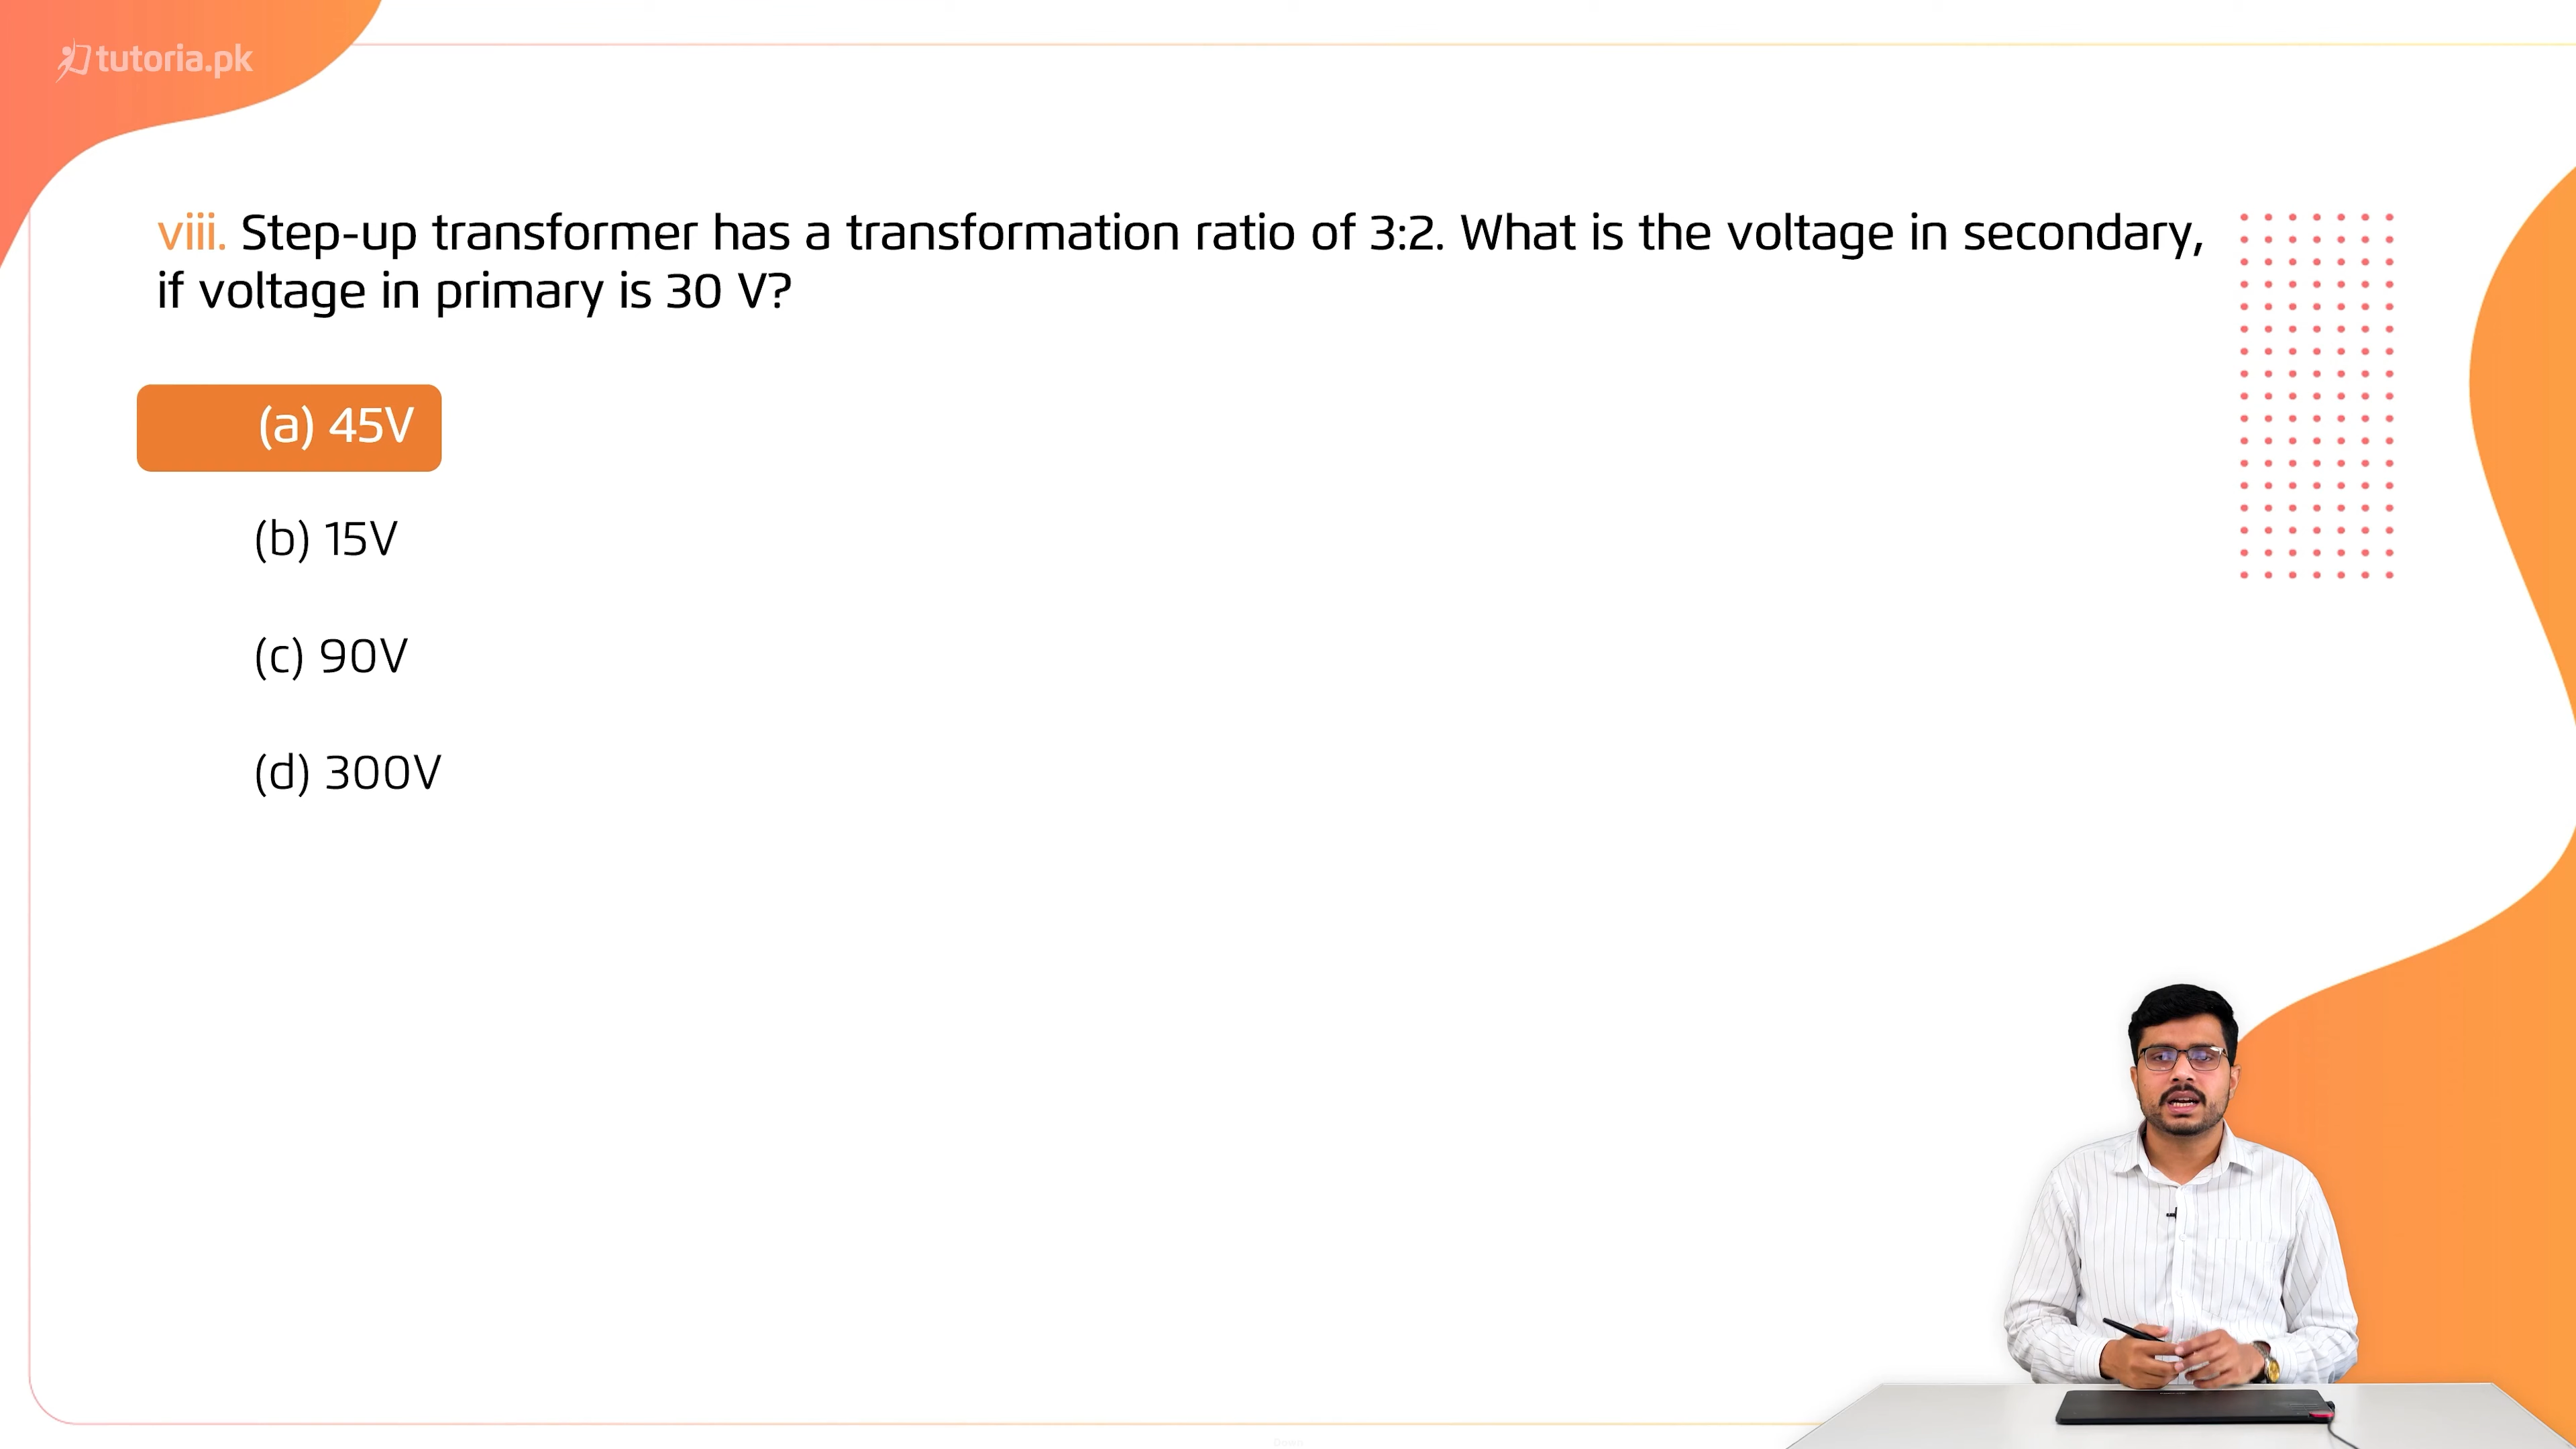 tutoria.pk
viii. Step-up transformer has a transformation ratio of 3:2. What is the voltage in secondary,
if voltage in primary is 30 V?
(a) 45V
(b) 15V
(c) 90V
(d) 300V